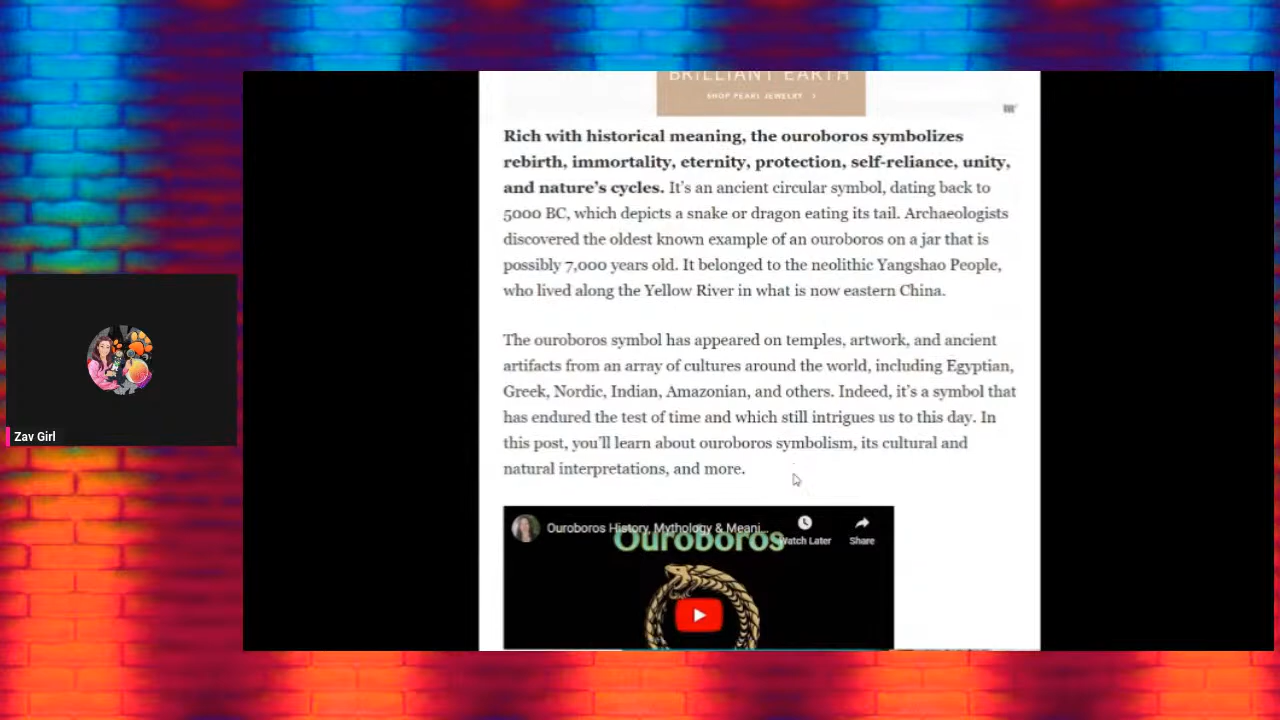 BRILLIANT EARTH
SHOP PEARL JEWELRY >
Rich with historical meaning, the ouroboros symbolizes
rebirth, immortality, eternity, protection, self-reliance, unity,
and nature's cycles. It's an ancient circular symbol, dating back to
5000 BC, which depicts a snake or dragon eating its tail. Archaeologists
discovered the oldest known example of an ouroboros on a jar that is
possibly 7,000 years old. It belonged to the neolithic Yangshao People,
who lived along the Yellow River in what is now eastern China.
The ouroboros symbol has appeared on temples, artwork, and ancient
artifacts from an array of cultures around the world, including Egyptian,
Greek, Nordic, Indian, Amazonian, and others. Indeed, it's a symbol that
has endured the test of time and which still intrigues us to this day. In
this post, you'll learn about ouroboros symbolism, its cultural and
natural interpretations, and more.
Ouroboros History, Mythology & Meani...
Ouroboros
Watch Later
Share
Zav Girl